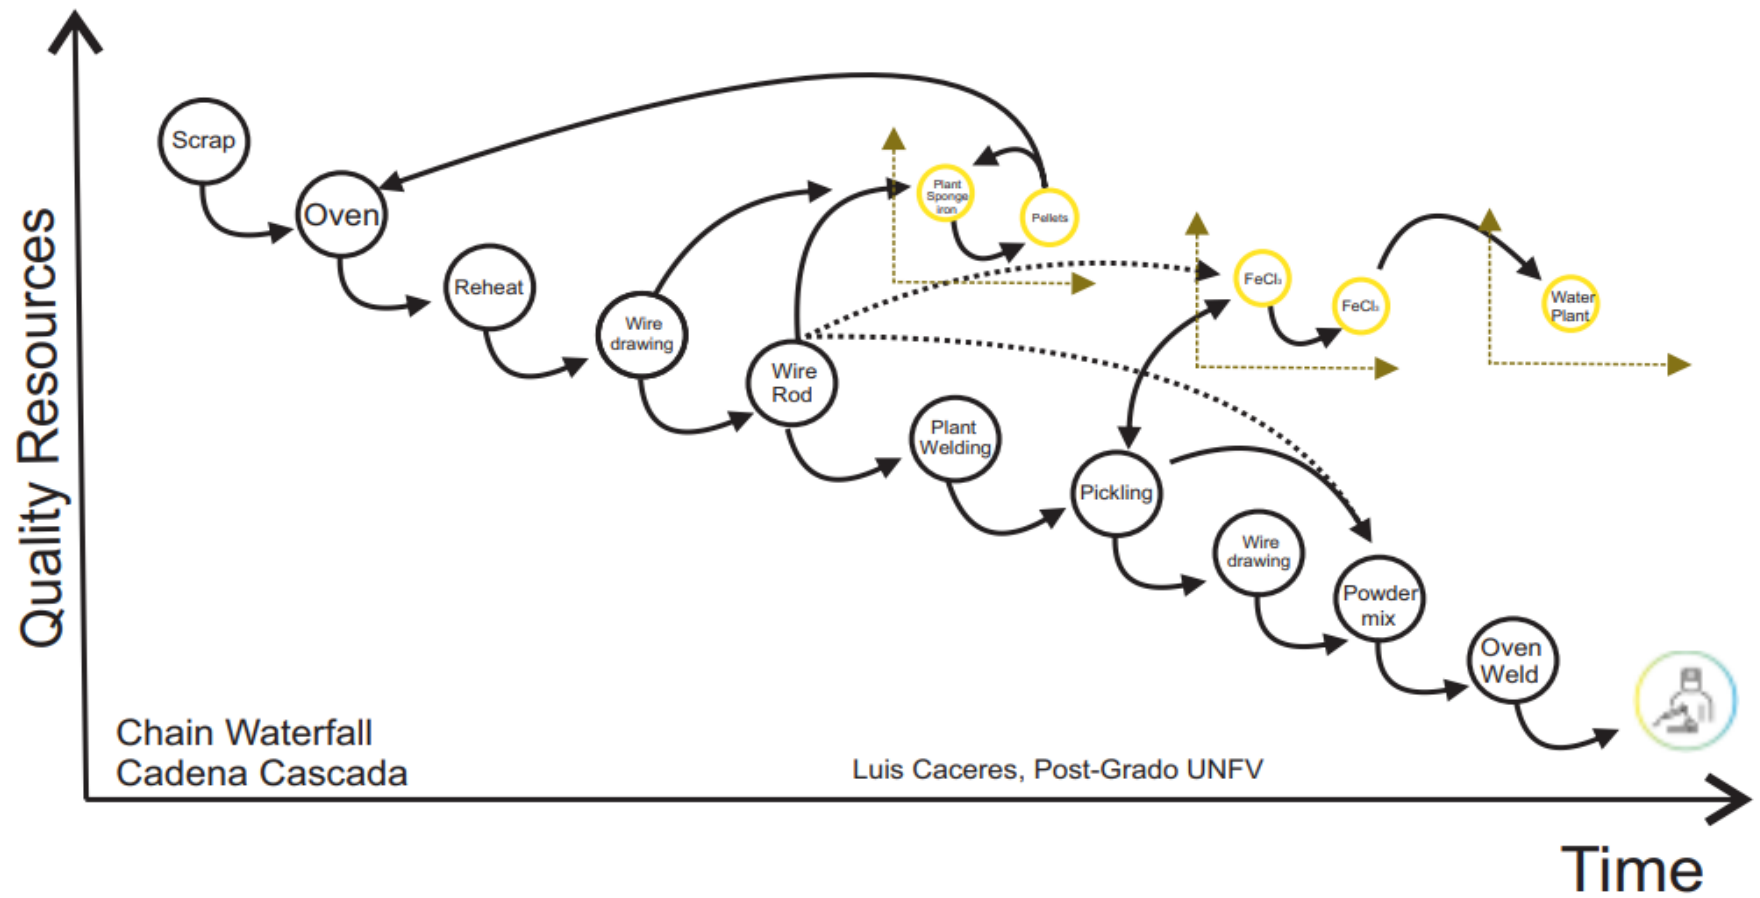 Quality Resources
Scrap
Oven
Reheat
Wire
drawing
Wire
Rod
Plant
Welding
Pickling
Wire
drawing
Powder
mix
Oven
Weld
Plant
Sponge
iron
Pellets
FeCl₃
FeCl₃
Water
Plant
Chain Waterfall
Cadena Cascada
Luis Caceres, Post-Grado UNFV
Time